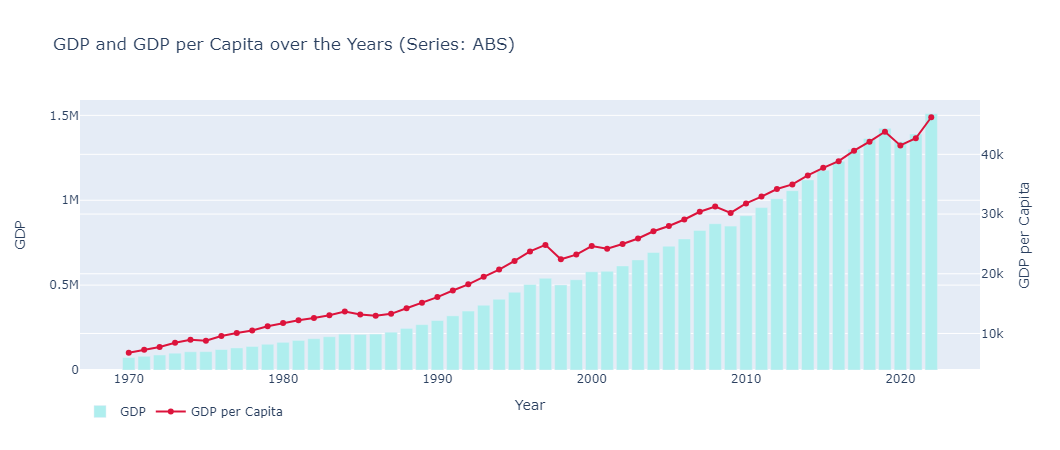 GDP and GDP per Capita over the Years (Series: ABS)
1.5M
1M
0.5M
0
GDP
40k
30k
20k
10k
GDP per Capita
1970 1980 1990 2000 2010 2020
Year
GDP GDP per Capita